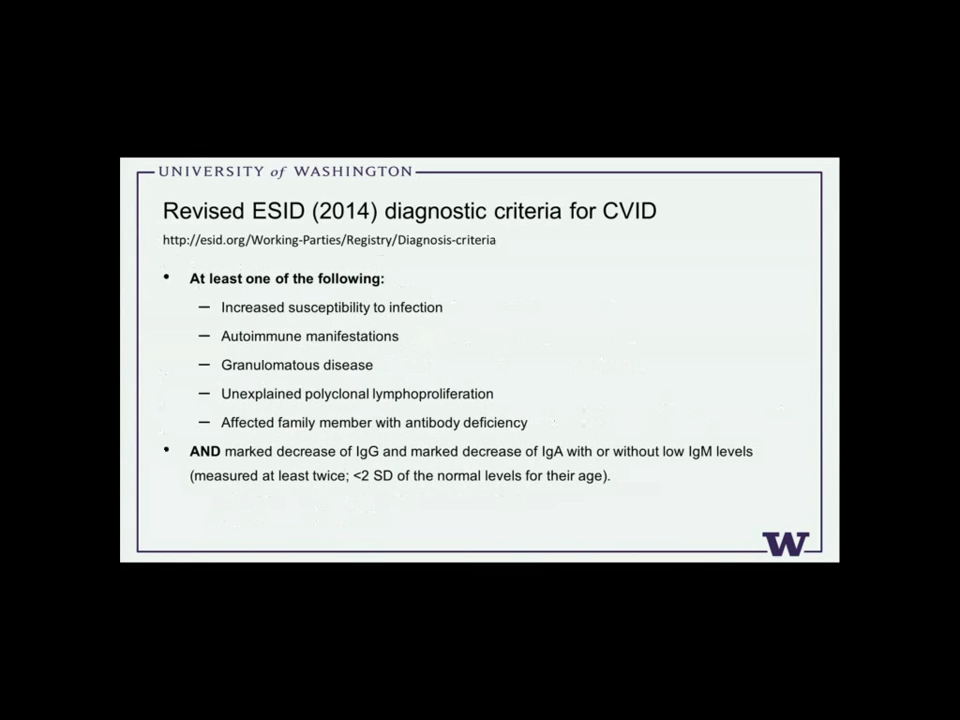 UNIVERSITY of WASHINGTON
Revised ESID (2014) diagnostic criteria for CVID
http://esid.org/Working-Parties/Registry/Diagnosis-criteria
• At least one of the following:
– Increased susceptibility to infection
– Autoimmune manifestations
– Granulomatous disease
– Unexplained polyclonal lymphoproliferation
– Affected family member with antibody deficiency
• AND marked decrease of IgG and marked decrease of IgA with or without low IgM levels
(measured at least twice; <2 SD of the normal levels for their age).
W